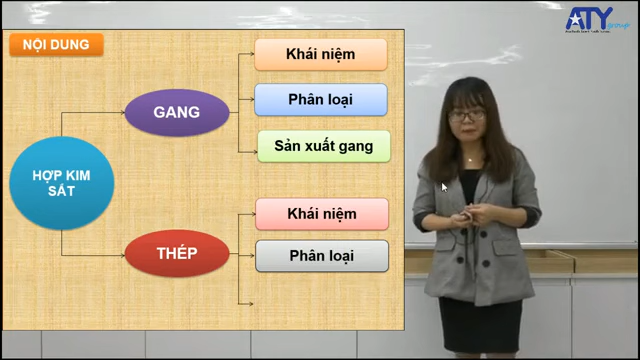 NỘI DUNG
ATY
group
HỢP KIM
SẮT
GANG
Khái niệm
Phân loại
Sản xuất gang
THÉP
Khái niệm
Phân loại